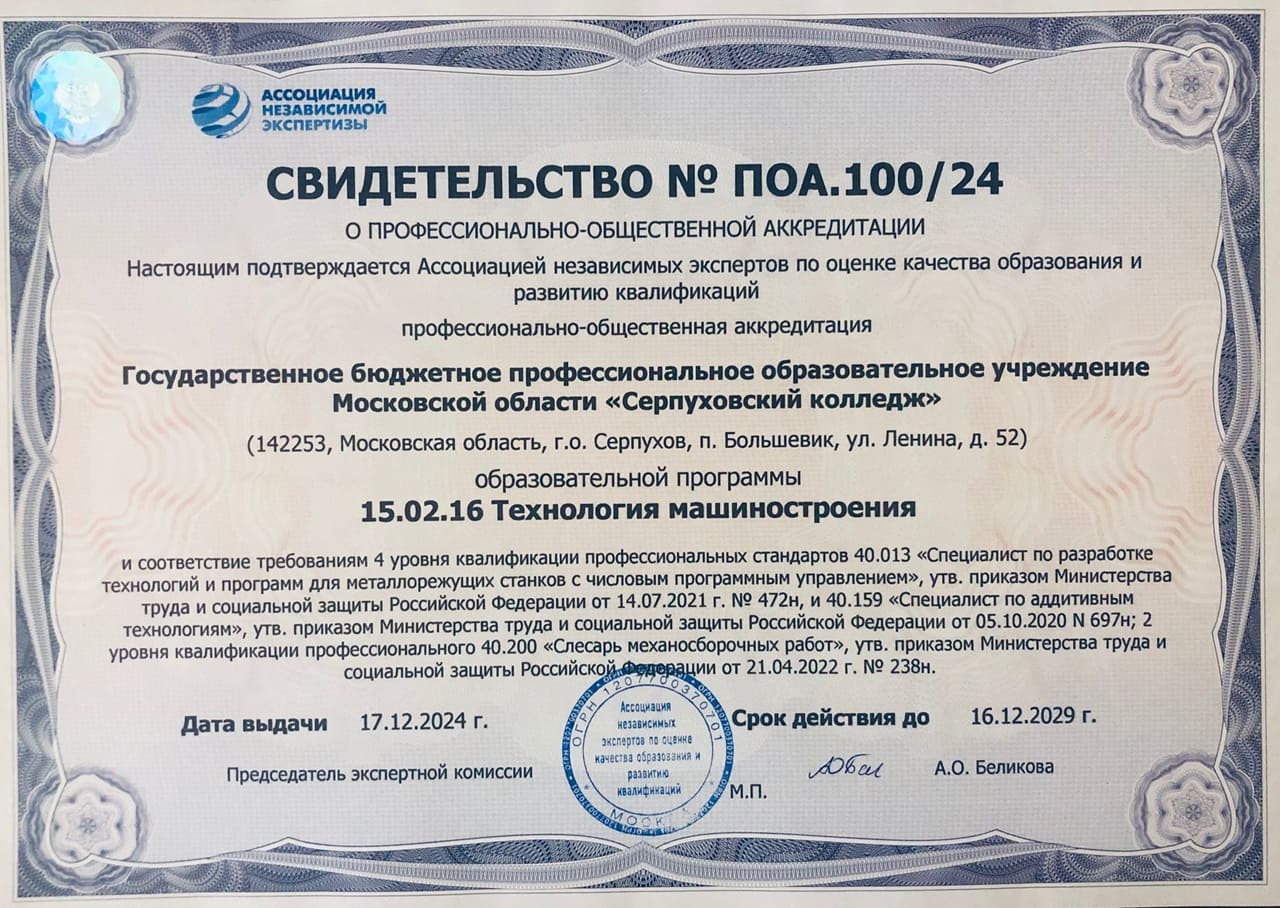 АССОЦИАЦИЯ
НЕЗАВИСИМОЙ
ЭКСПЕРТИЗЫ
СВИДЕТЕЛЬСТВО № ПОА.100/24
О ПРОФЕССИОНАЛЬНО-ОБЩЕСТВЕННОЙ АККРЕДИТАЦИИ
Настоящим подтверждается Ассоциацией независимых экспертов по оценке качества образования и
развитию квалификаций
профессионально-общественная аккредитация
Государственное бюджетное профессиональное образовательное учреждение
Московской области «Серпуховский колледж»
(142253, Московская область, г.о. Серпухов, п. Большевик, ул. Ленина, д. 52)
образовательной программы
15.02.16 Технология машиностроения
и соответствие требованиям 4 уровня квалификации профессиональных стандартов 40.013 «Специалист по разработке
технологий и программ для металлорежущих станков с числовым программным управлением», утв. приказом Министерства
труда и социальной защиты Российской Федерации от 14.07.2021 г. № 472н, и 40.159 «Специалист по аддитивным
технологиям», утв. приказом Министерства труда и социальной защиты Российской Федерации от 05.10.2020 N 697н; 2
уровня квалификации профессионального 40.200 «Слесарь механосборочных работ», утв. приказом Министерства труда и
социальной защиты Российской Федерации от 21.04.2022 г. № 238н.
Дата выдачи 17.12.2024 г.
Срок действия до 16.12.2029 г.
ОГРН 1207700370701
Ассоциация
независимых
экспертов по оценке
качества образования и
развитию
квалификаций
МОСКВА
Председатель экспертной комиссии
А.О. Беликова
М.П.